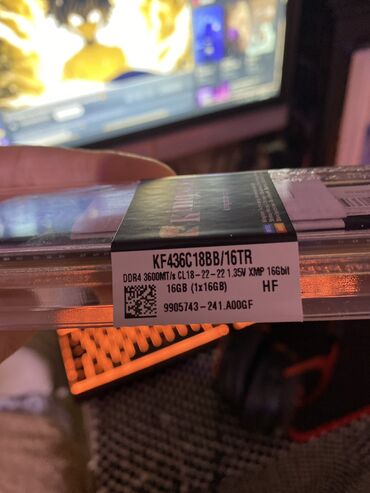 KF436C18BB/16TR
DDR4 3600MT/s CL18-22-22 1.35V XMP 16Gbit
16GB (1x16GB) HF
9905743-241.A00GF